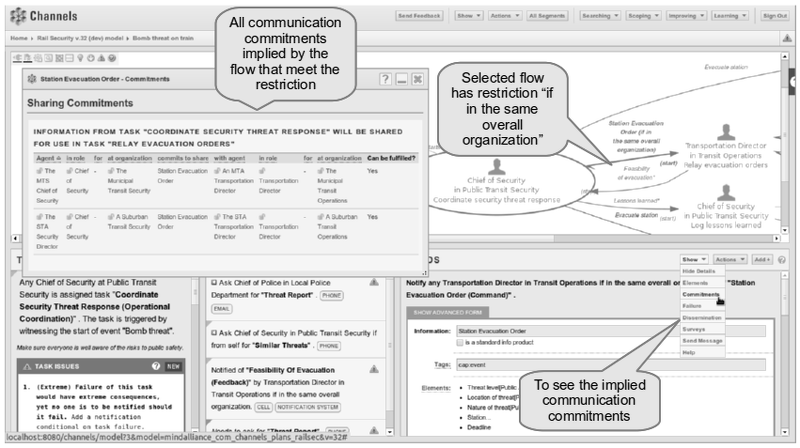 Channels
Send Feedback Show Actions All Segments Searching Scoping Improving Learning Sign Out
Home > Rail Security v.32 (dev) model > Bomb threat on train
All communication
commitments
implied by the
flow that meet the
restriction
Selected flow
has restriction “if
in the same
overall
organization”
Station Evacuation Order - Commitments
Sharing Commitments
INFORMATION FROM TASK "COORDINATE SECURITY THREAT RESPONSE" WILL BE SHARED
FOR USE IN TASK "RELAY EVACUATION ORDERS"
Agent in role for at organization commits to share with agent in role for at organization Can be fulfilled?
The Chief - The Station Evacuation An MTA - The Yes
MTS of Municipal Order Transportation Transportation Municipal
Chief of Security Transit Security Director Director Transit
Security Operations
The Chief - A Suburban Station Evacuation The STA - A Suburban Yes
STA of Transit Security Order Transportation Transportation Transit
Security Security Director Director Operations
Director
Evacuate station
Station Evacuation
Order (if in
the same overall
organization)
(start)
Feasibility
of evacuation*
Lessons learned*
Evacuate station (start)
Transportation Director
in Transit Operations
Relay evacuation orders
Chief of Security
in Public Transit Security
Coordinate security threat response
Chief of Security
in Public Transit Security
Log lessons learned
Any Chief of Security at Public Transit
Security is assigned task "Coordinate
Security Threat Response (Operational
Coordination)" . The task is triggered by
witnessing the start of event "Bomb threat".
Make sure everyone is well aware of the risks to public safety.
TASK ISSUES ? NEW
1. (Extreme) Failure of this task
would have extreme consequences,
yet no one is to be notified should
it fail. Add a notification
conditional on task failure.
Ask Chief of Police in Local Police
Department for "Threat Report" . PHONE
EMAIL
Ask Chief of Security in Public Transit Security if
from self for "Similar Threats" . PHONE
Notified of "Feasibility Of Evacuation
(Feedback)" by Transportation Director in
Transit Operations if in the same overall
organization. CELL NOTIFICATION SYSTEM
Needs to ask for "Threat Report"
Show Actions Add
Notify any Transportation Director in Transit Operations if in the same overall "Station
Evacuation Order (Command)" .
SHOW ADVANCED FORM
Information: Station Evacuation Order
is a standard info product
Tags: cap event
Elements: • Threat level[Public
• Location of threat[Pu
• Nature of threat[Public
• Station
• Deadline
Hide Details
Elements
Commitments
Failure
Dissemination
Surveys
Send Message
Help
To see the implied
communication
commitments
localhost:8080/channels/model?3&model=mindalliance_com_channels_plans_railsec&v=32#